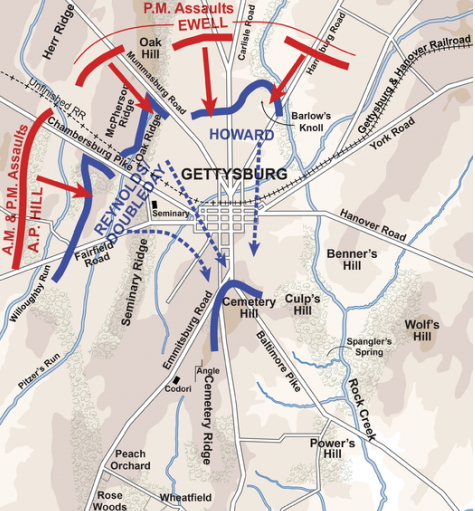 P.M. Assaults
EWELL
Herr Ridge
Oak
Hill
Mummasburg Road
Carlisle Road
Harrisburg Road
Gettysburg & Hanover Railroad
Unfinished RR
McPherson
Ridge
Oak Ridge
HOWARD
Barlow's
Knoll
York Road
Chambersburg Pike
A.M. & P.M. Assaults
A.P. HILL
REYNOLDS/
DOUBLEDAY
GETTYSBURG
Seminary
Hanover Road
Fairfield
Road
Willoughby Run
Seminary Ridge
Benner's
Hill
Cemetery
Hill
Culp's
Hill
Wolf's
Hill
Emmitsburg Road
Baltimore Pike
Spangler's
Spring
Pitzer's Run
Angle
Codori
Cemetery Ridge
Rock Creek
Power's
Hill
Peach
Orchard
Rose
Woods
Wheatfield